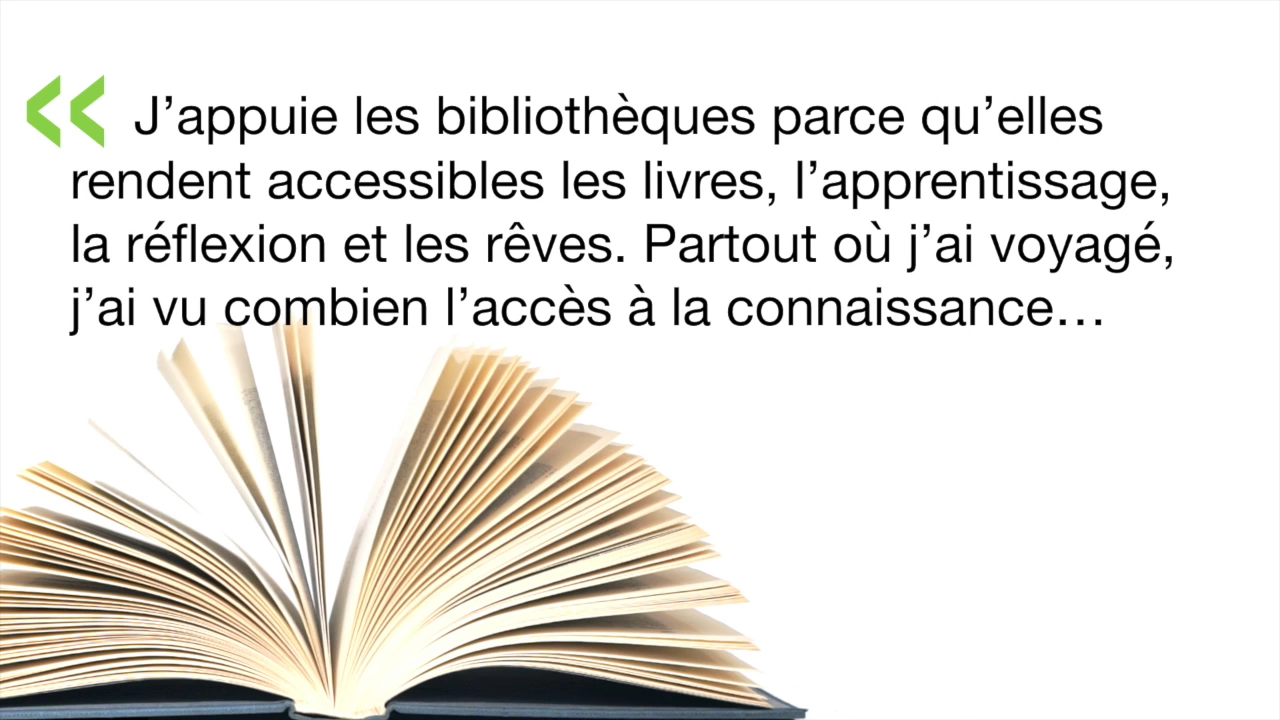 « J’appuie les bibliothèques parce qu’elles
rendent accessibles les livres, l’apprentissage,
la réflexion et les rêves. Partout où j’ai voyagé,
j’ai vu combien l’accès à la connaissance…